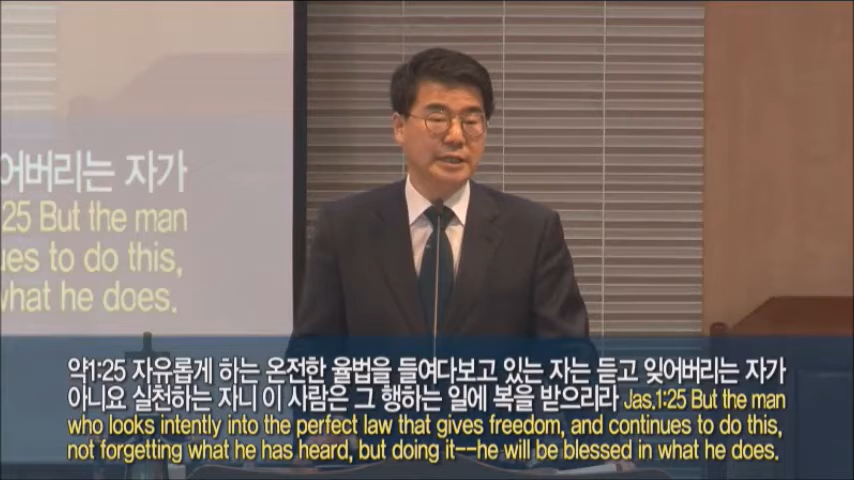 어버리는 자가
:25 But the man
ues to do this,
what he does.
약1:25 자유롭게 하는 온전한 율법을 들여다보고 있는 자는 듣고 잊어버리는 자가
아니요 실천하는 자니 이 사람은 그 행하는 일에 복을 받으리라 Jas.1:25 But the man
who looks intently into the perfect law that gives freedom, and continues to do this,
not forgetting what he has heard, but doing it--he will be blessed in what he does.